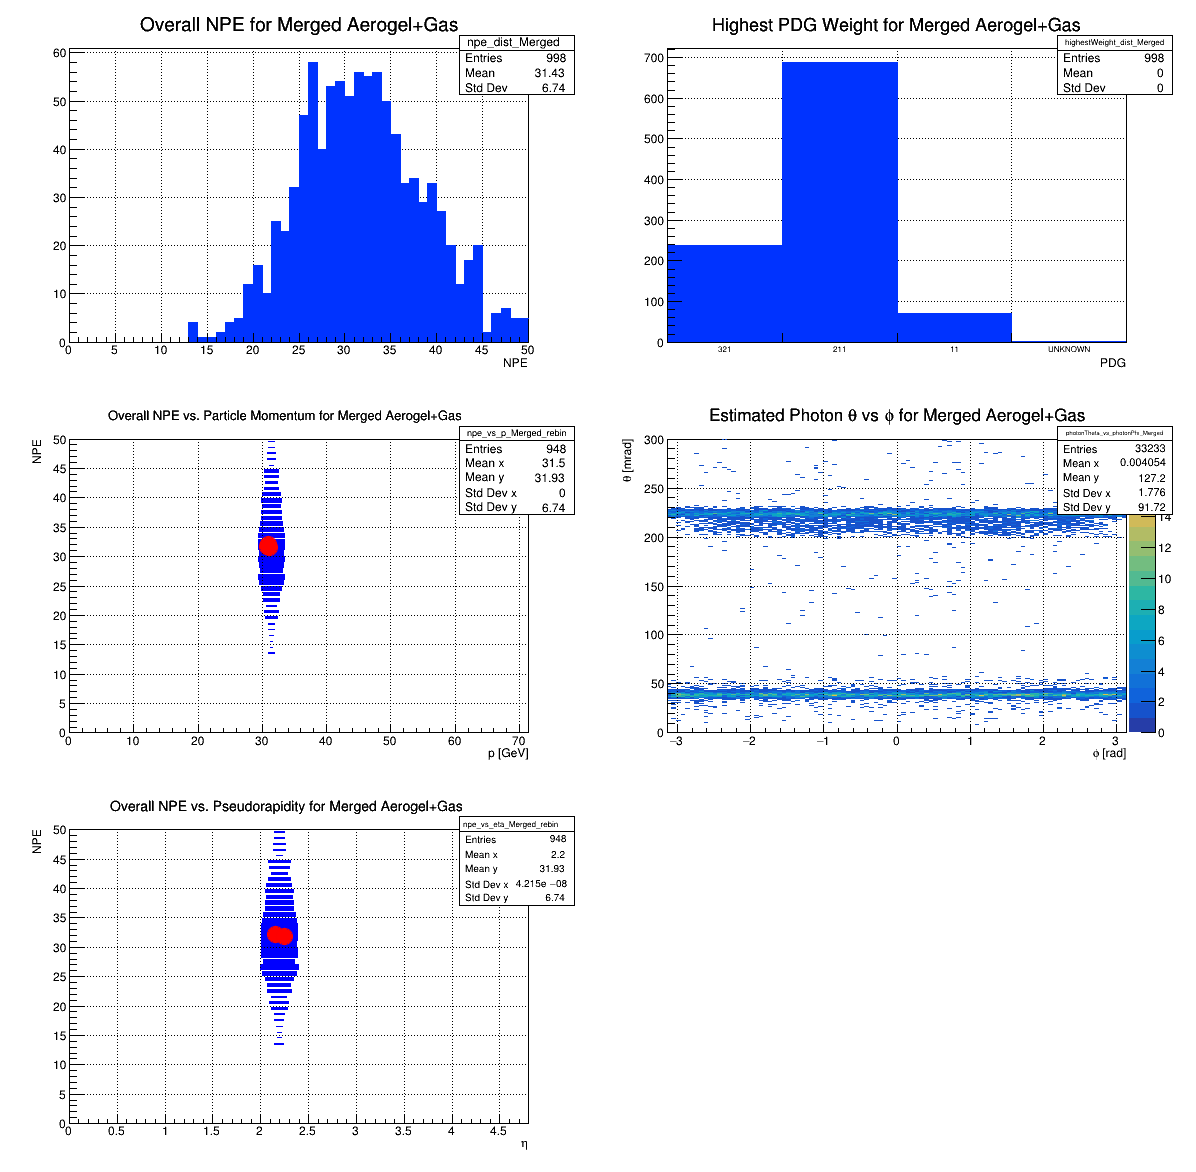 Overall NPE for Merged Aerogel+Gas
npe_dist_Merged
Entries 998
Mean 31.43
Std Dev 6.74
60
50
40
30
20
10
0
0 5 10 15 20 25 30 35 40 45 50
NPE
Highest PDG Weight for Merged Aerogel+Gas
highestWeight_dist_Merged
Entries 998
Mean 0
Std Dev 0
700
600
500
400
300
200
100
0
321 211 11 UNKNOWN
PDG
Overall NPE vs. Particle Momentum for Merged Aerogel+Gas
npe_vs_p_Merged_rebin
Entries 948
Mean x 31.5
Mean y 31.93
Std Dev x 0
Std Dev y 6.74
NPE
50
45
40
35
30
25
20
15
10
5
0
0 10 20 30 40 50 60 70
p [GeV]
Estimated Photon θ vs ϕ for Merged Aerogel+Gas
photonTheta_vs_photonPhi_Merged
Entries 33233
Mean x 0.004054
Mean y 127.2
Std Dev x 1.776
Std Dev y 91.72
θ [mrad]
300
250
200
150
100
50
0
−3 −2 −1 0 1 2 3
ϕ [rad]
14
12
10
8
6
4
2
0
Overall NPE vs. Pseudorapidity for Merged Aerogel+Gas
npe_vs_eta_Merged_rebin
Entries 948
Mean x 2.2
Mean y 31.93
Std Dev x 4.215e −08
Std Dev y 6.74
NPE
50
45
40
35
30
25
20
15
10
5
0
0 0.5 1 1.5 2 2.5 3 3.5 4 4.5
η